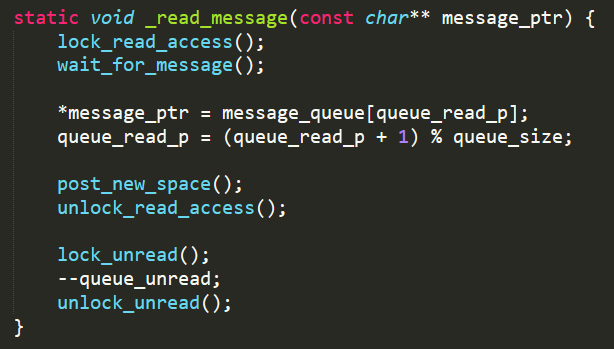 static void _read_message(const char** message_ptr) {
    lock_read_access();
    wait_for_message();

    *message_ptr = message_queue[queue_read_p];
    queue_read_p = (queue_read_p + 1) % queue_size;

    post_new_space();
    unlock_read_access();

    lock_unread();
    --queue_unread;
    unlock_unread();
}